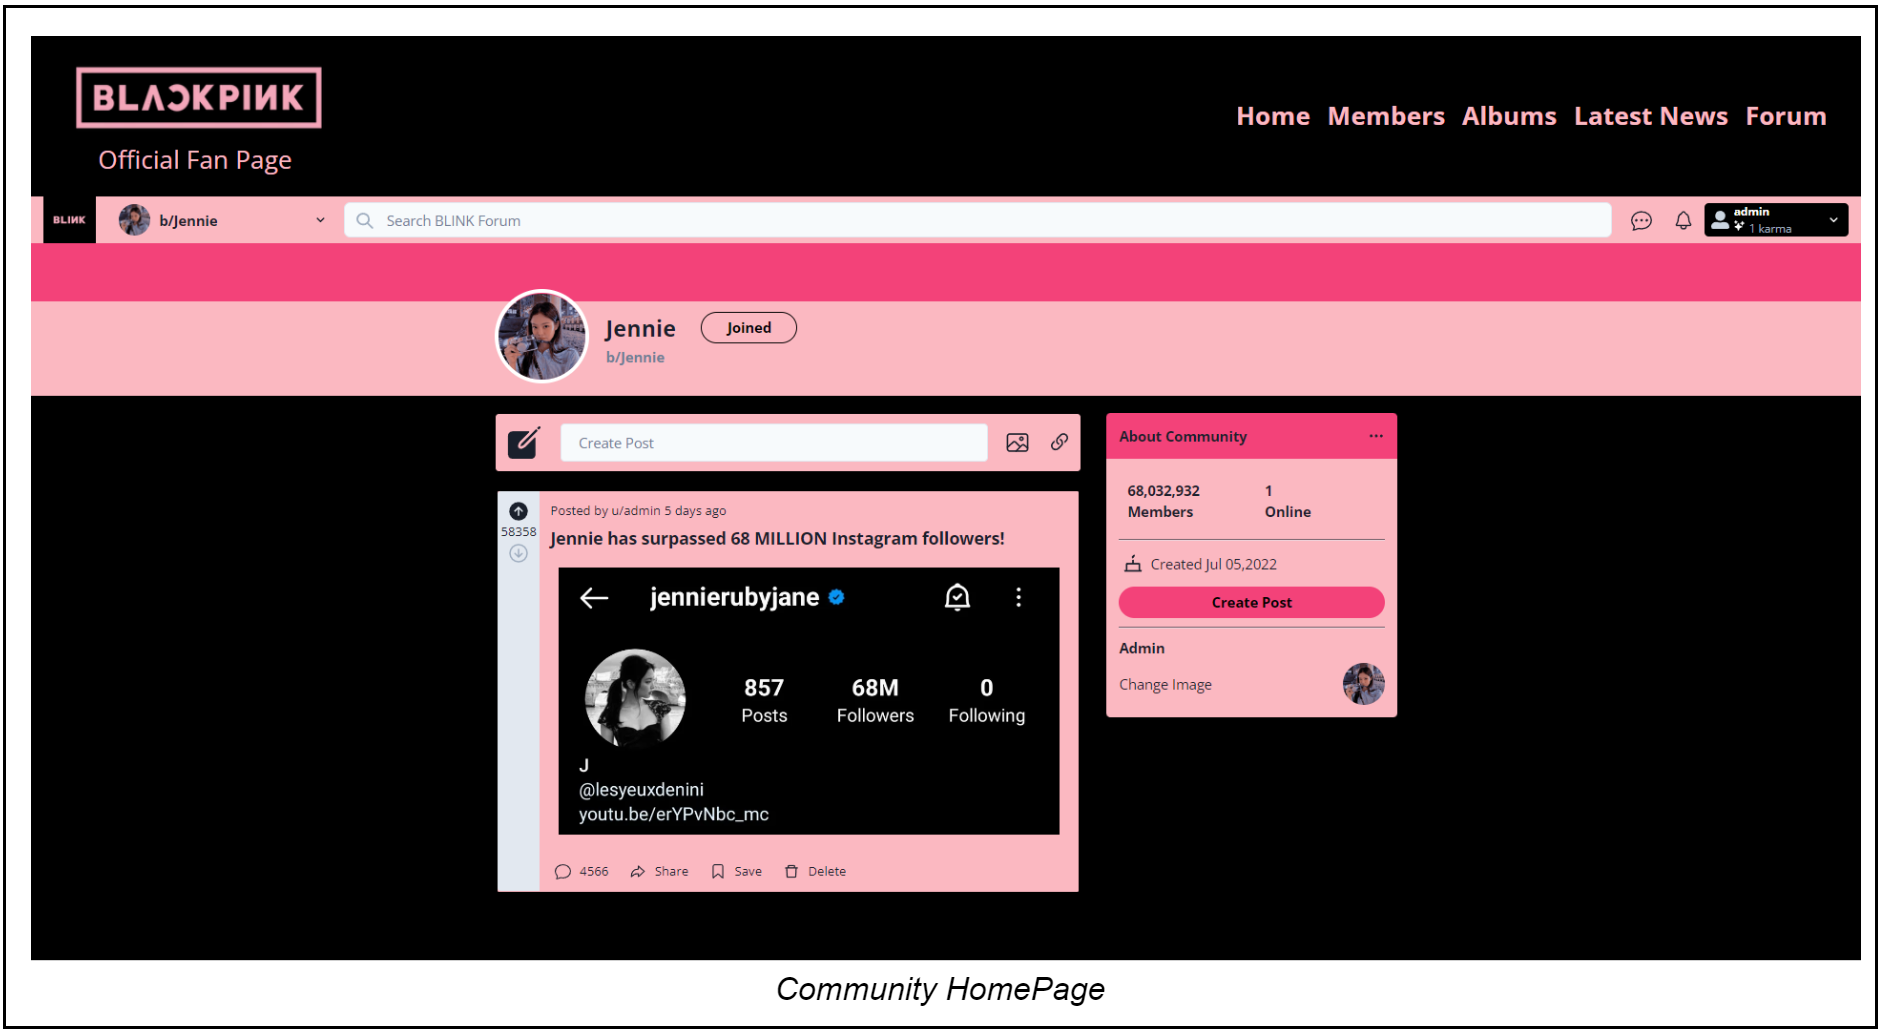 BLACKPINK
Official Fan Page
Home Members Albums Latest News Forum
BLINK
b/Jennie
Search BLINK Forum
admin
1 karma
Jennie
Joined
b/Jennie
Create Post
58358
Posted by u/admin 5 days ago
Jennie has surpassed 68 MILLION Instagram followers!
jennierubyjane
857 68M 0
Posts Followers Following
J
@lesyeuxdenini
youtu.be/erYPvNbc_mc
4566 Share Save Delete
About Community
68,032,932 1
Members Online
Created Jul 05,2022
Create Post
Admin
Change Image
Community HomePage